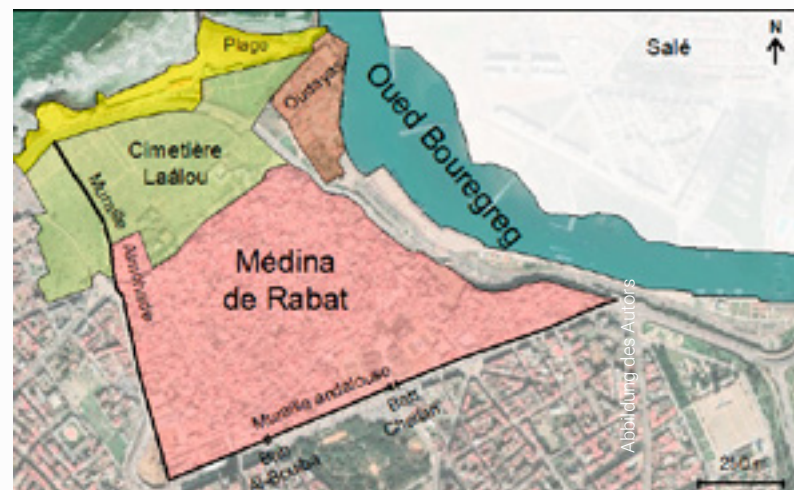 Plage
Salé
N
Oudayas
Oued Bouregreg
Cimetière
Laâlou
Muraille Almohade
Médina
de Rabat
Muraille andalouse
Bab
Chellah
Bab
Al-Bouiba
Abbildung des Autors
250 m